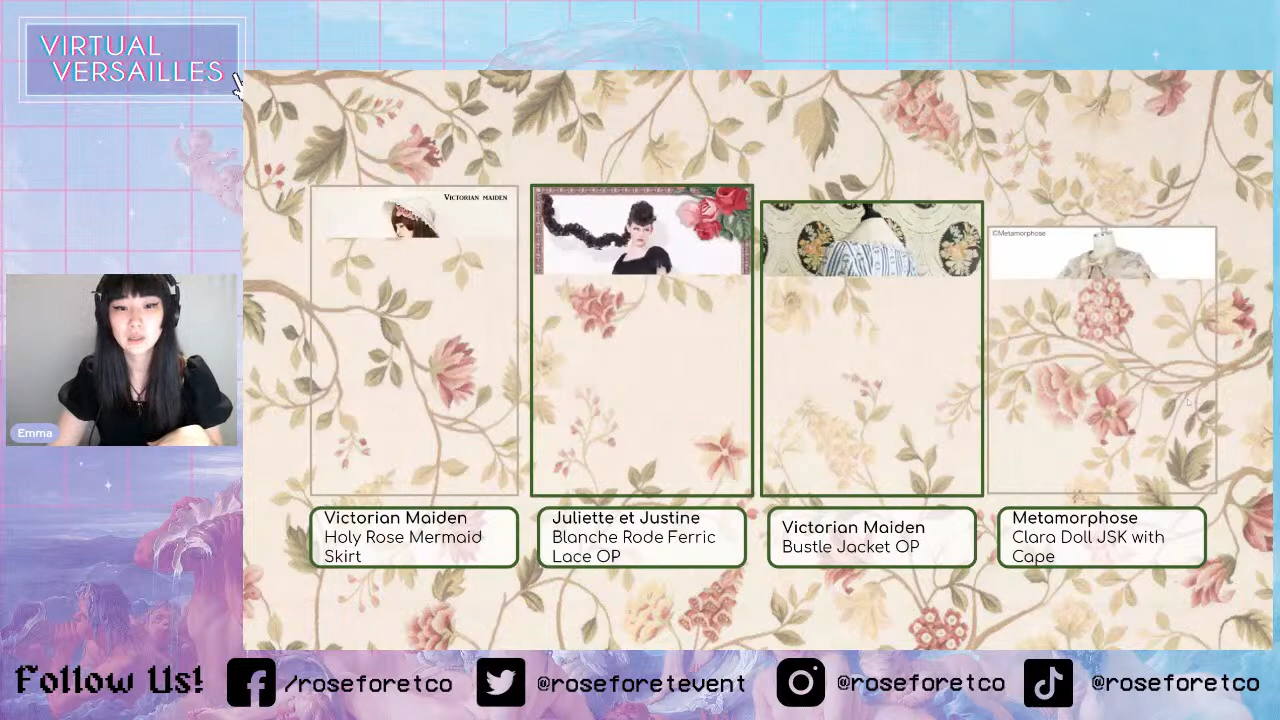 VIRTUAL
VERSAILLES
VICTORIAN MAIDEN
©Metamorphose
Emma
Victorian Maiden
Holy Rose Mermaid
Skirt
Juliette et Justine
Blanche Rode Ferric
Lace OP
Victorian Maiden
Bustle Jacket OP
Metamorphose
Clara Doll JSK with
Cape
Follow Us!
/roseforetco
@roseforetevent
@roseforetco
@roseforetco